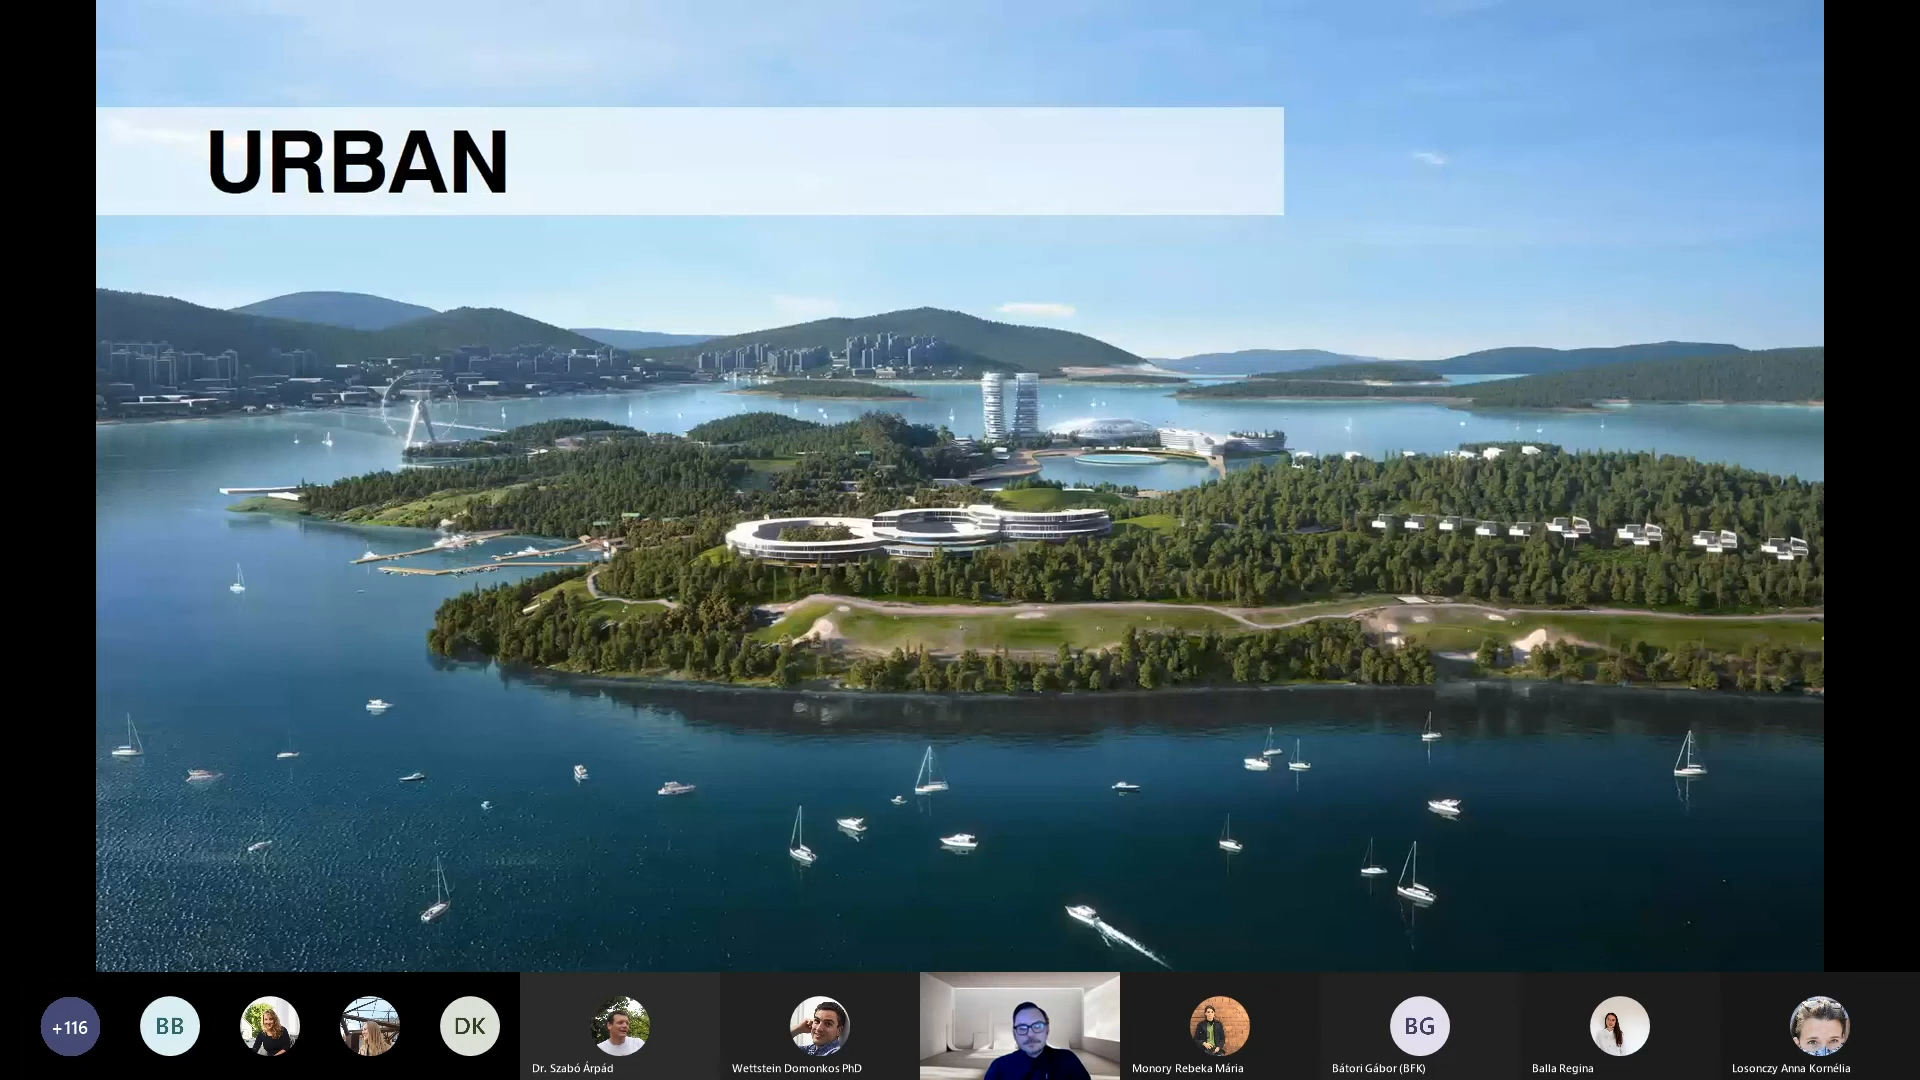 URBAN
+116
BB
DK
Dr. Szabó Árpád
Wettstein Domonkos PhD
Monory Rebeka Mária
BG
Bátori Gábor (BFK)
Balla Regina
Losonczy Anna Kornélia